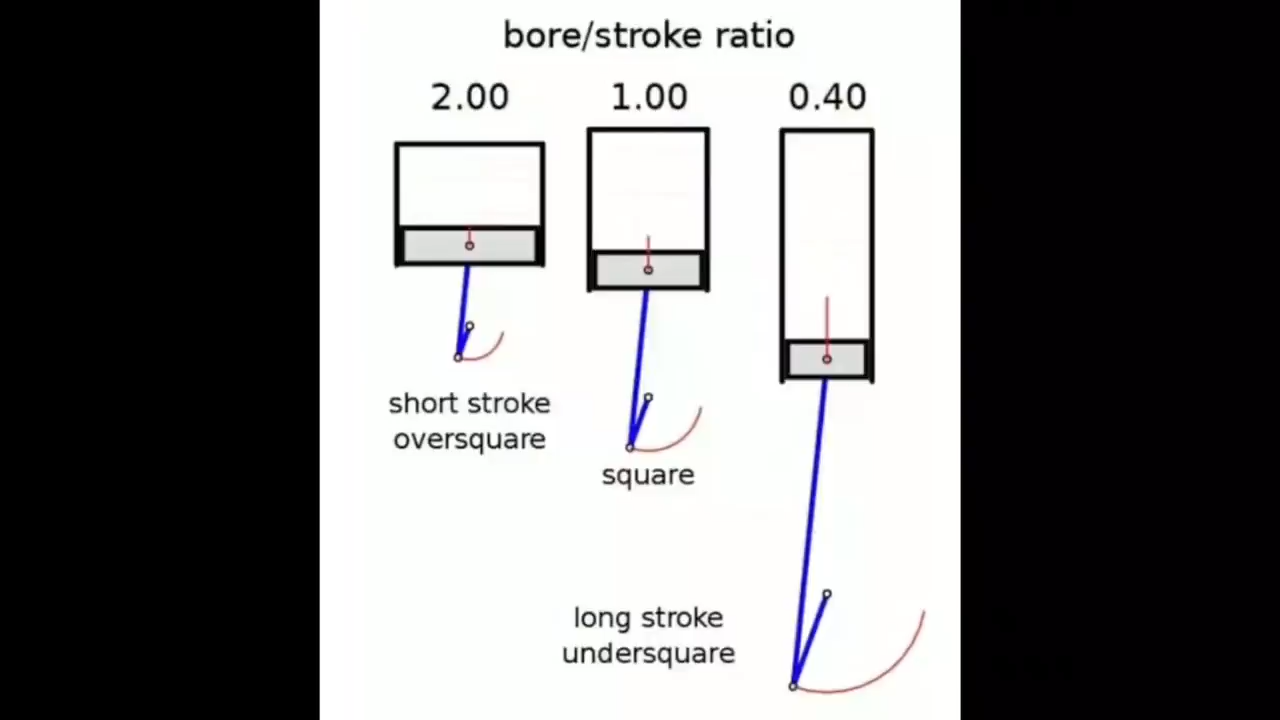 bore/stroke ratio
2.00 1.00 0.40
short stroke
oversquare
square
long stroke
undersquare